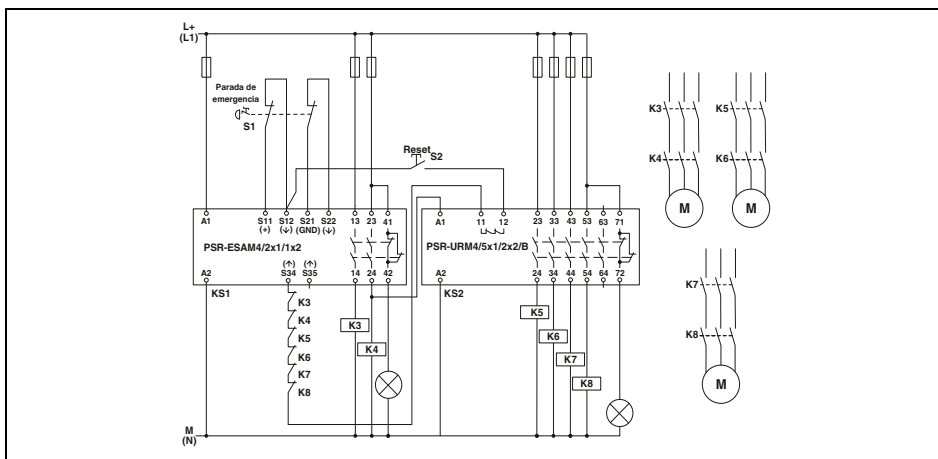 L+
(L1)
Parada de
emergencia
S1
Reset
S2
A1 S11 S12 S21 S22 13 23 41
(+) (↓) (GND) (↓)
PSR-ESAM4/2x1/1x2
(↑) (↑)
A2 S34 S35 14 24 42
KS1
A1 11 12 23 33 43 53 63 71
PSR-URM4/5x1/2x2/B
A2 24 34 44 54 64 72
KS2
K3
K4
K5
K6
K7
K8
K3
K4
K5
K6
K7
K8
M
(N)
K3
K4
M
K5
K6
M
K7
K8
M